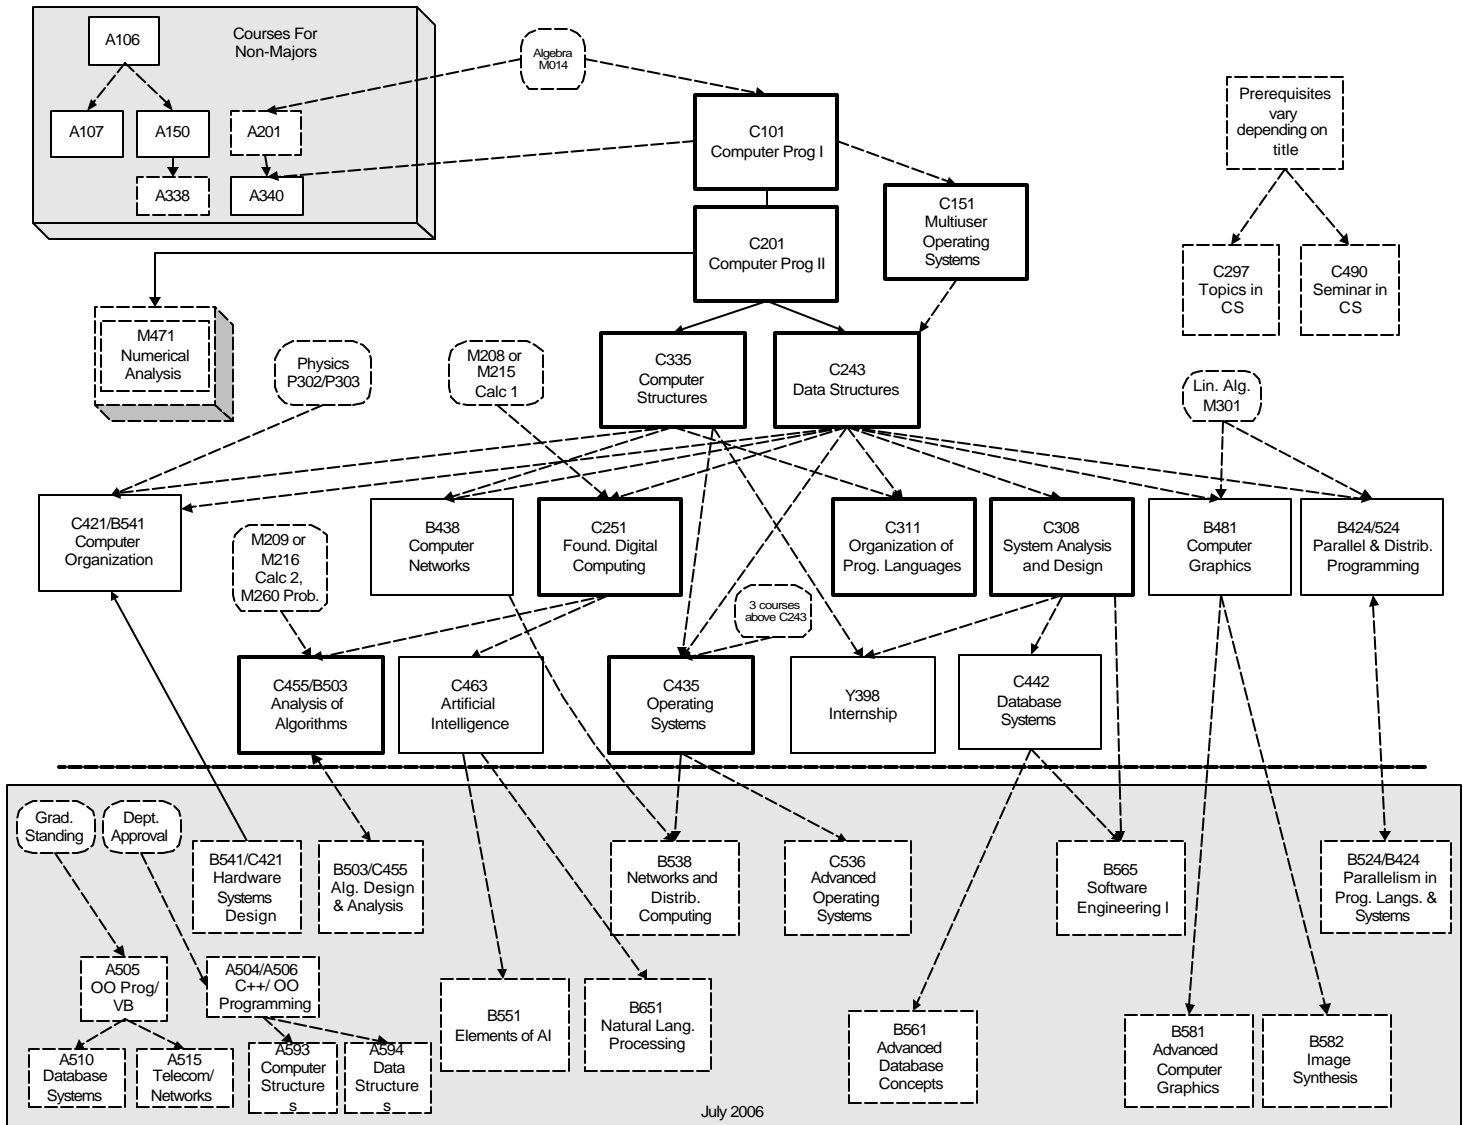 A106
Courses For
Non-Majors
Algebra
M014
A107
A150
A201
A338
A340
C101
Computer Prog I
Prerequisites
vary
depending on
title
C151
Multiuser
Operating
Systems
C201
Computer Prog II
C297
Topics in
CS
C490
Seminar in
CS
M471
Numerical
Analysis
Physics
P302/P303
M208 or
M215
Calc 1
C335
Computer
Structures
C243
Data Structures
Lin. Alg.
M301
C421/B541
Computer
Organization
M209 or
M216
Calc 2,
M260 Prob.
B438
Computer
Networks
C251
Found. Digital
Computing
C311
Organization of
Prog. Languages
C308
System Analysis
and Design
B481
Computer
Graphics
B424/524
Parallel & Distrib.
Programming
3 courses
above C243
C455/B503
Analysis of
Algorithms
C463
Artificial
Intelligence
C435
Operating
Systems
Y398
Internship
C442
Database
Systems
Grad.
Standing
Dept.
Approval
B541/C421
Hardware
Systems
Design
B503/C455
Alg. Design
& Analysis
B538
Networks and
Distrib.
Computing
C536
Advanced
Operating
Systems
B565
Software
Engineering I
B524/B424
Parallelism in
Prog. Langs. &
Systems
A505
OO Prog/
VB
A504/A506
C++/ OO
Programming
B551
Elements of AI
B651
Natural Lang.
Processing
B561
Advanced
Database
Concepts
B581
Advanced
Computer
Graphics
B582
Image
Synthesis
A510
Database
Systems
A515
Telecom/
Networks
A593
Computer
Structure
s
A594
Data
Structure
s
July 2006